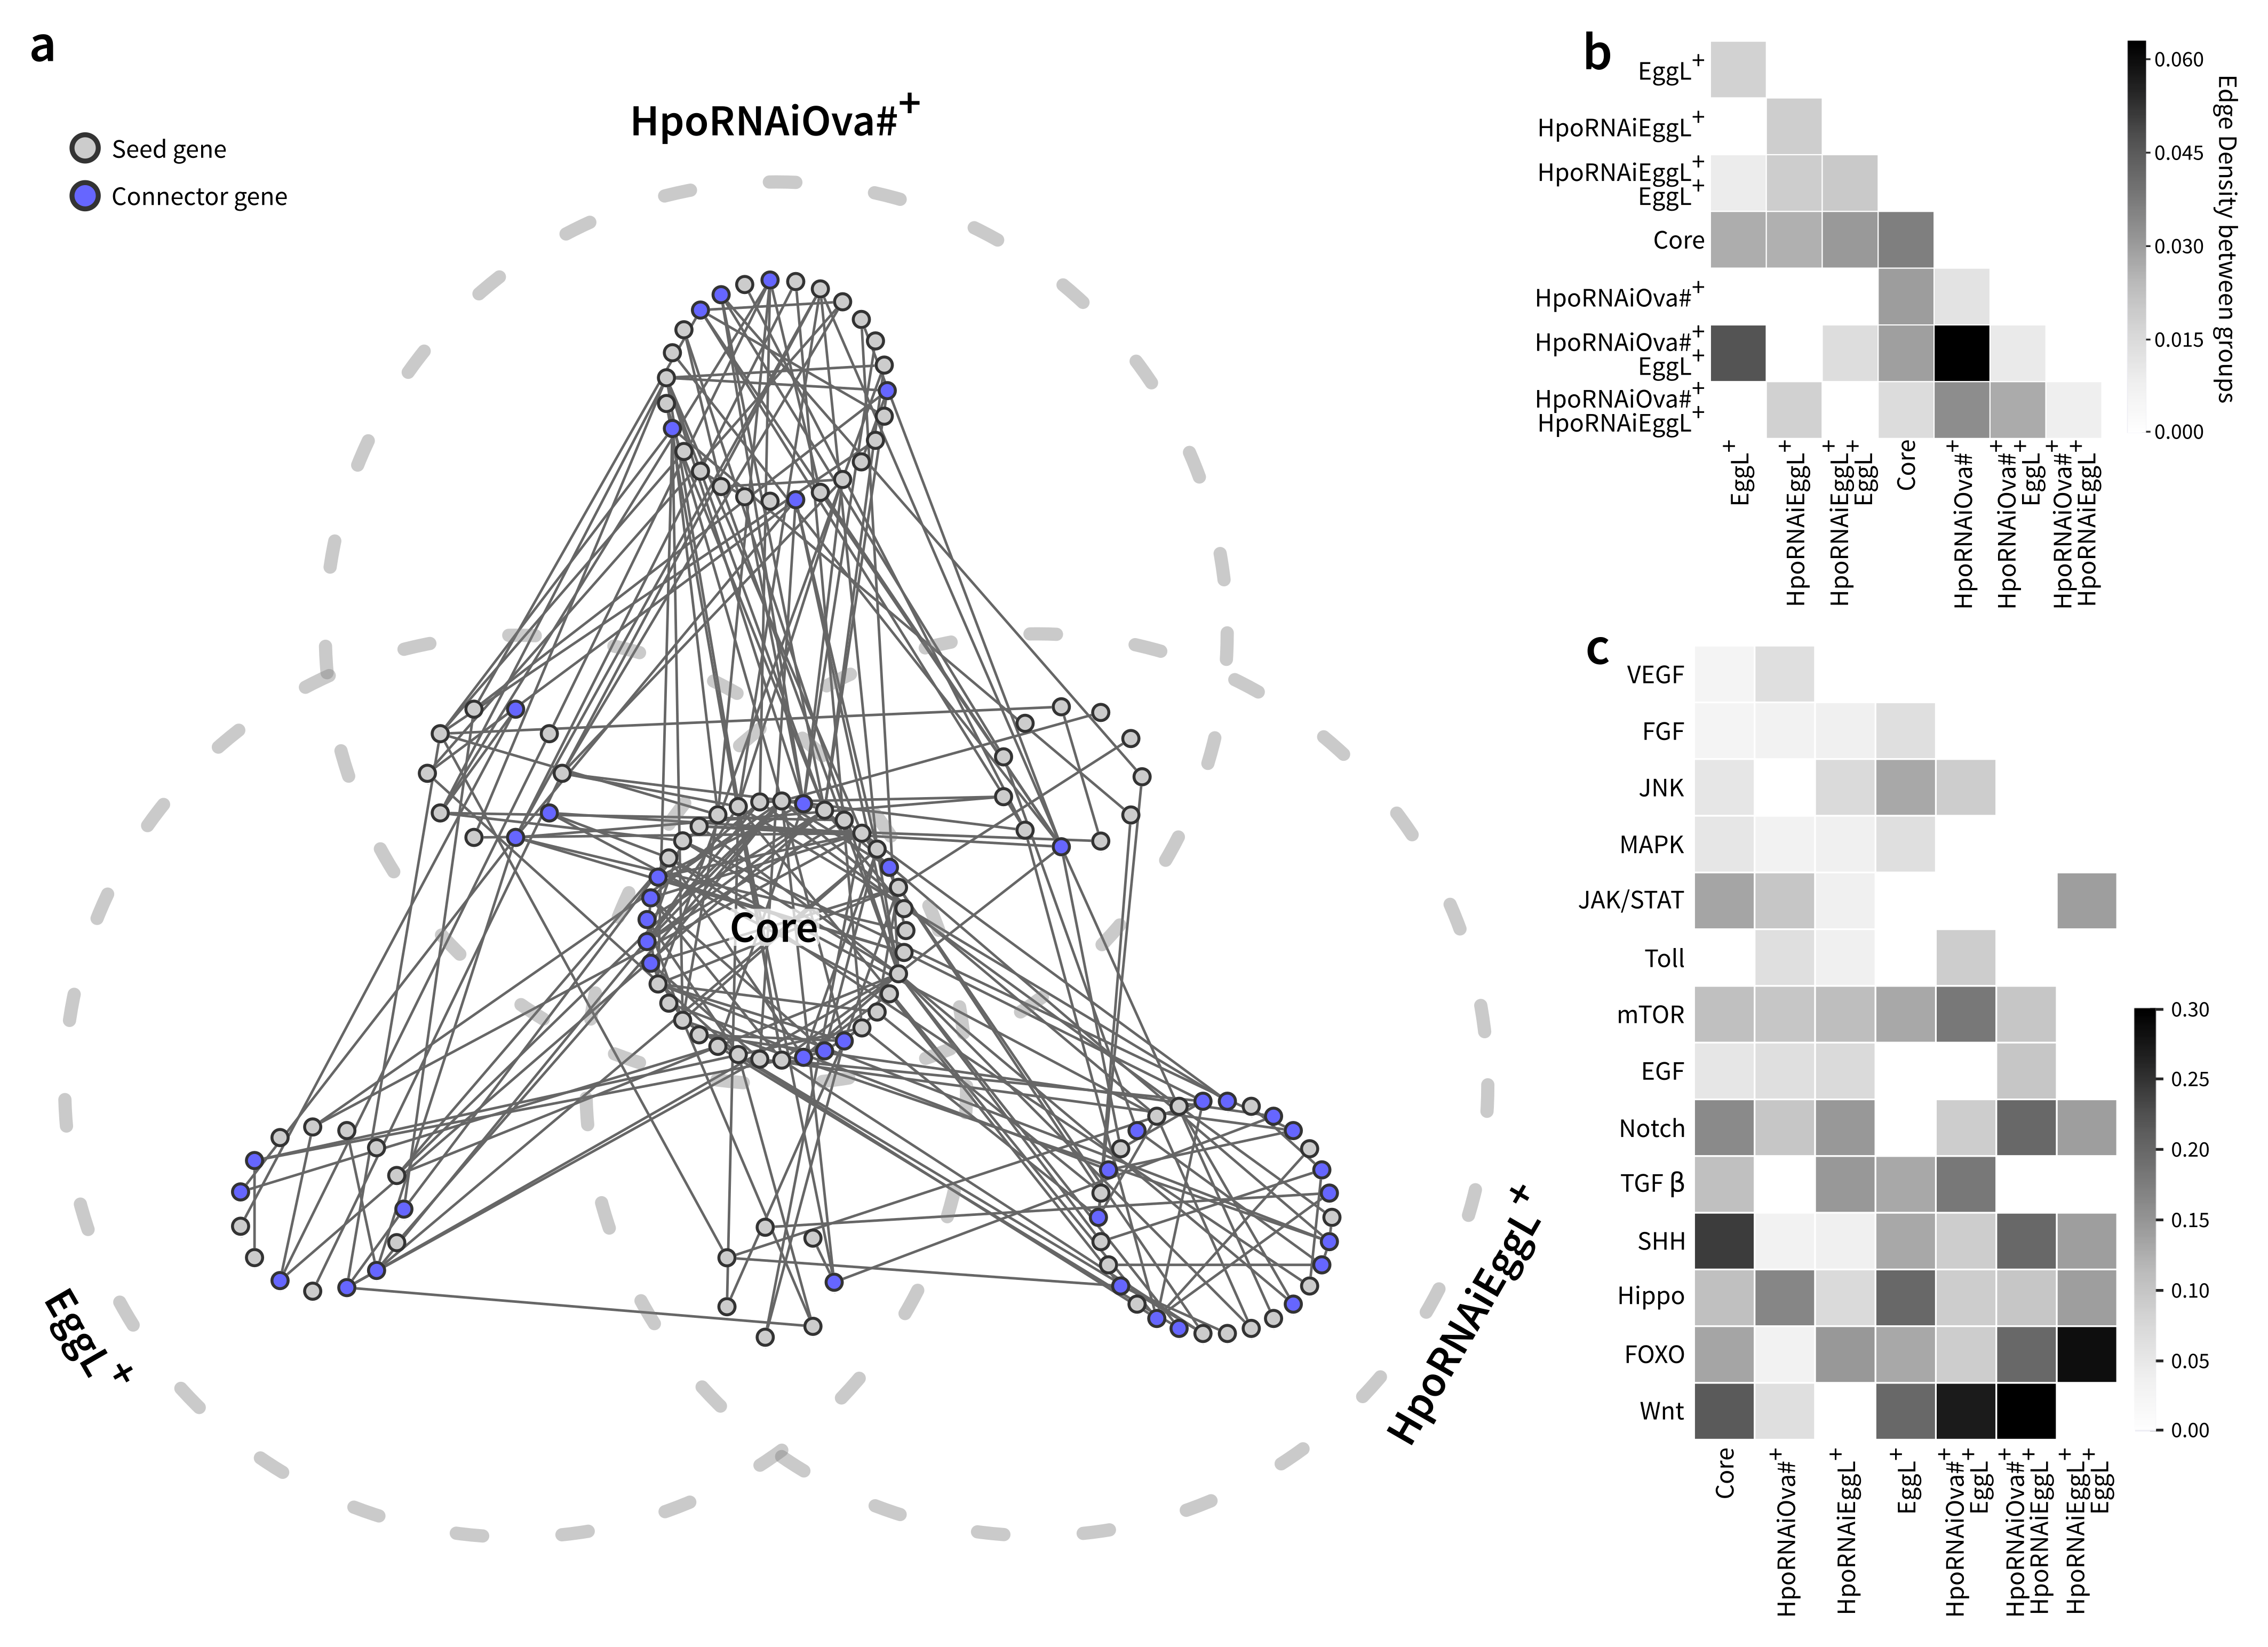 a
HpoRNAiOva#+
Seed gene
Connector gene
Core
EggL +
HpoRNAiEggL +
b
EggL+
HpoRNAiEggL+
HpoRNAiEggL+
EggL+
Core
HpoRNAiOva#+
HpoRNAiOva#+
EggL+
HpoRNAiOva#+
HpoRNAiEggL+
EggL+
HpoRNAiEggL+
HpoRNAiEggL+
EggL+
Core
HpoRNAiOva#+
HpoRNAiOva#+
EggL+
HpoRNAiOva#+
HpoRNAiEggL+
0.060
0.045
0.030
0.015
0.000
Edge Density between groups
c
VEGF
FGF
JNK
MAPK
JAK/STAT
Toll
mTOR
EGF
Notch
TGF β
SHH
Hippo
FOXO
Wnt
Core
HpoRNAiOva#+
HpoRNAiEggL+
EggL+
HpoRNAiOva#+
EggL+
HpoRNAiOva#+
HpoRNAiEggL+
HpoRNAiEggL+
EggL+
0.30
0.25
0.20
0.15
0.10
0.05
0.00